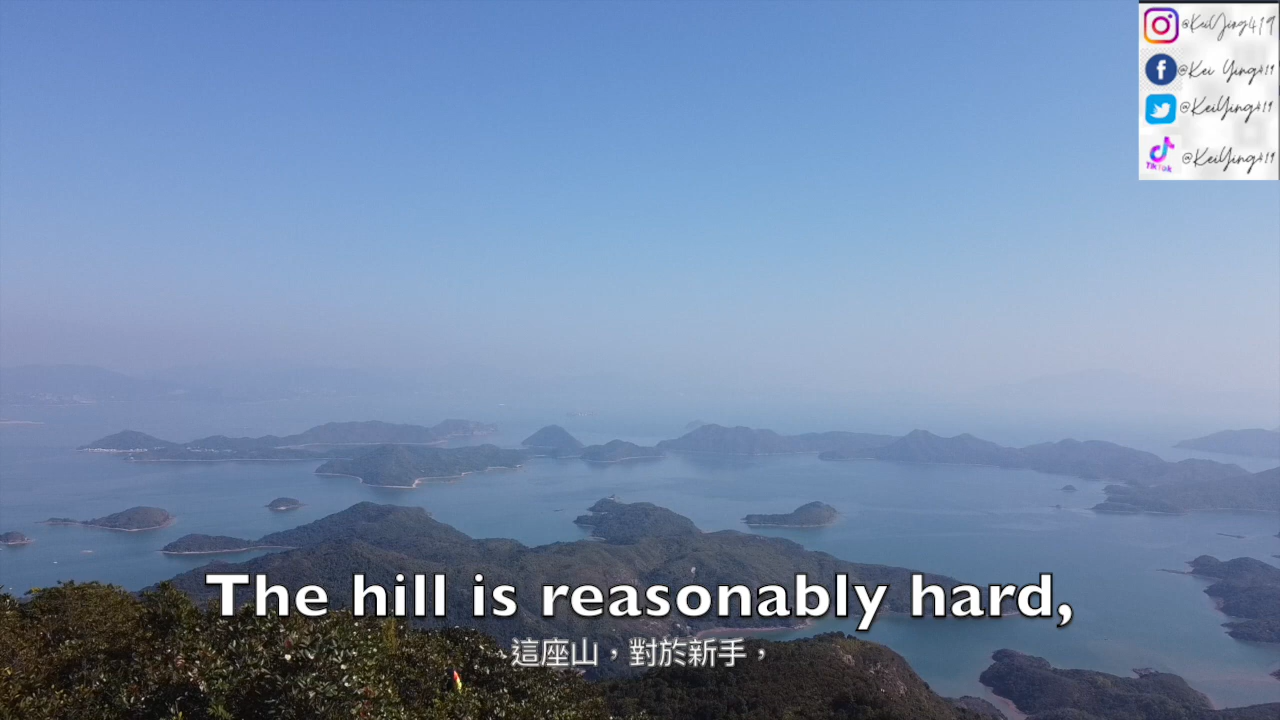 @KeiYing419
@Kei Ying419
@KeiYing419
TikTok
@KeiYing419
The hill is reasonably hard,
這座山，對於新手，